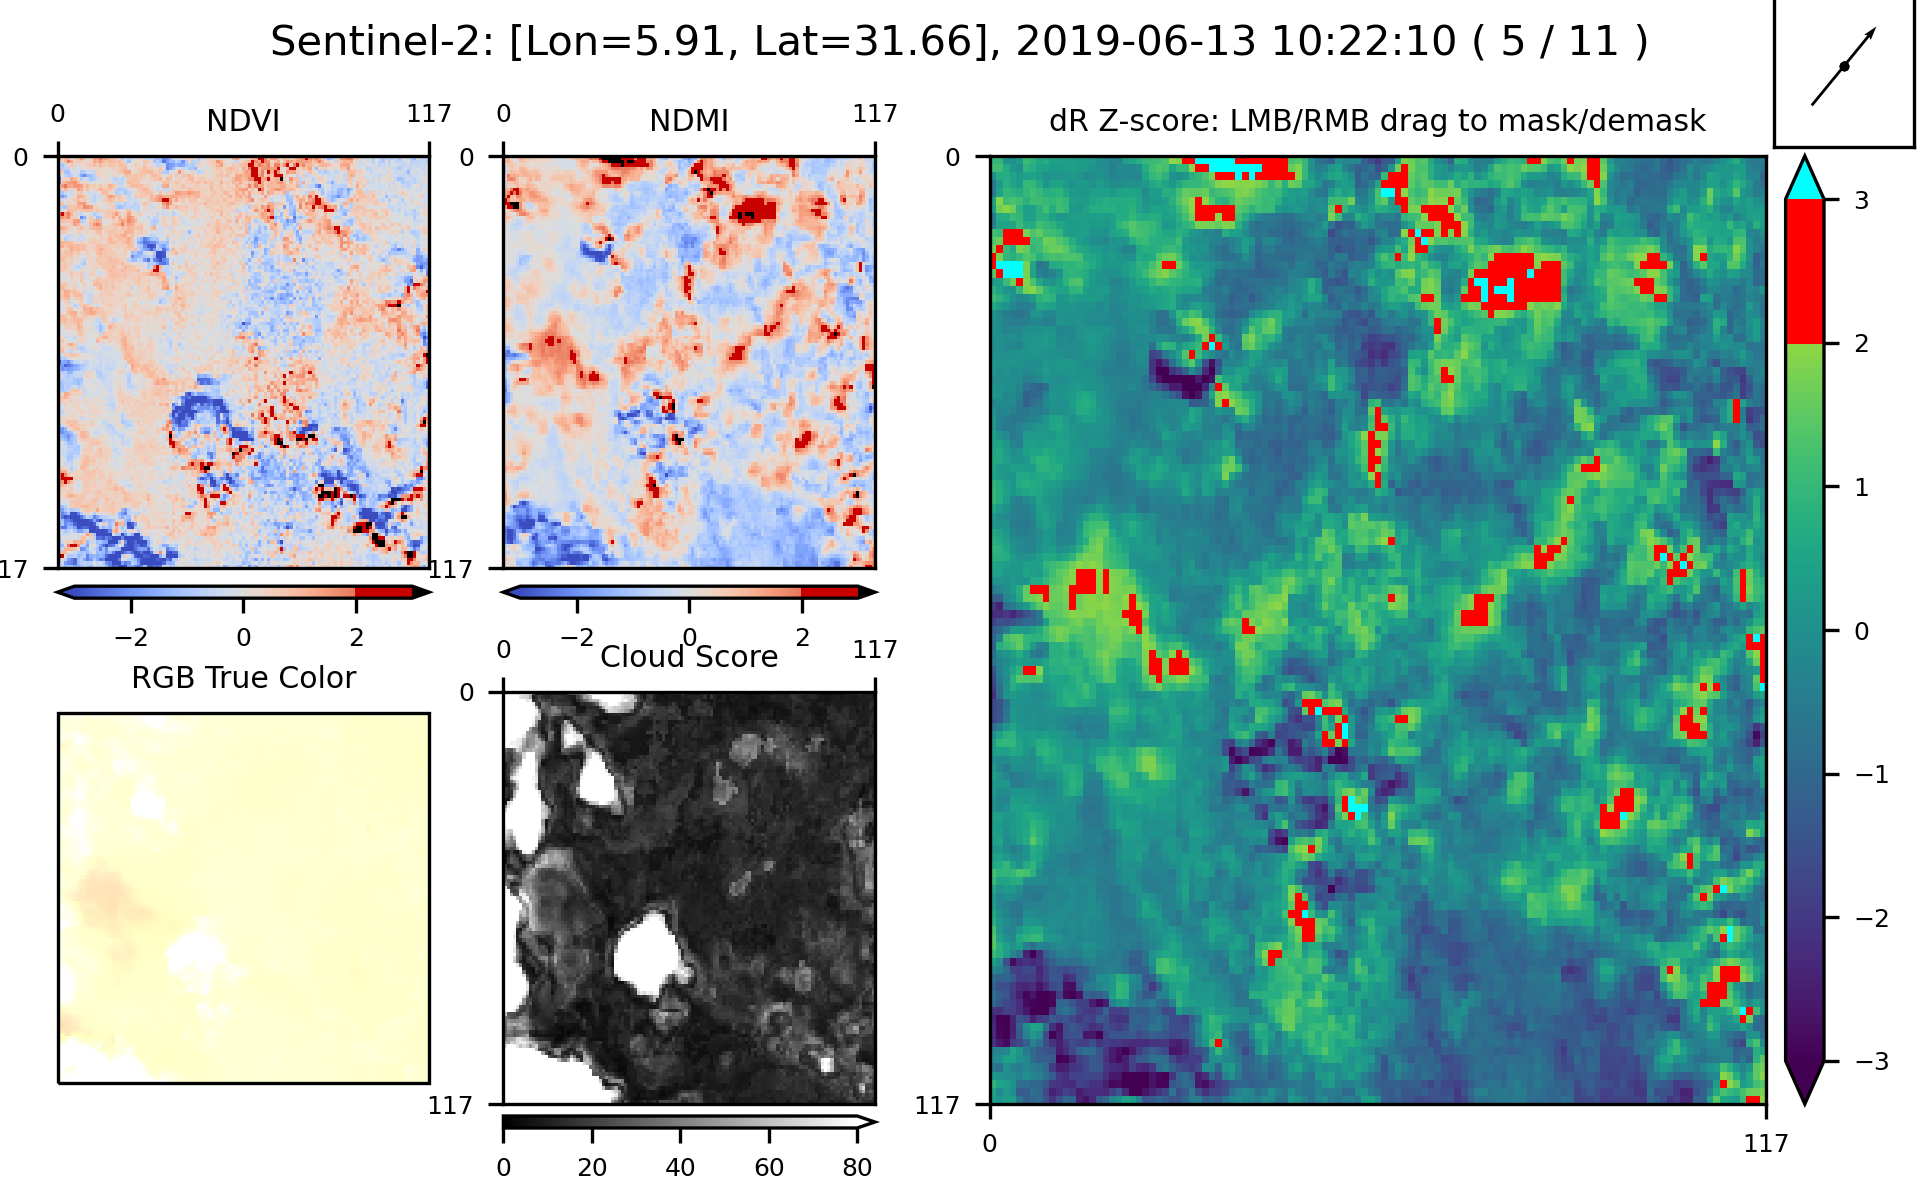 Sentinel-2: [Lon=5.91, Lat=31.66], 2019-06-13 10:22:10 ( 5 / 11 )
0 NDVI 117
0
17
−2 0 2
0 NDMI 117
0
117
−2 0 2
dR Z-score: LMB/RMB drag to mask/demask
0
117
0 117
3
2
1
0
−1
−2
−3
RGB True Color
0 Cloud Score 117
0
117
0 20 40 60 80